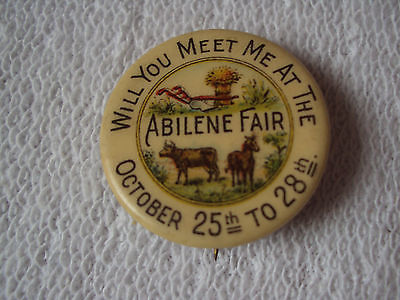 WILL YOU MEET ME AT THE
ABILENE FAIR
OCTOBER 25th TO 28th.